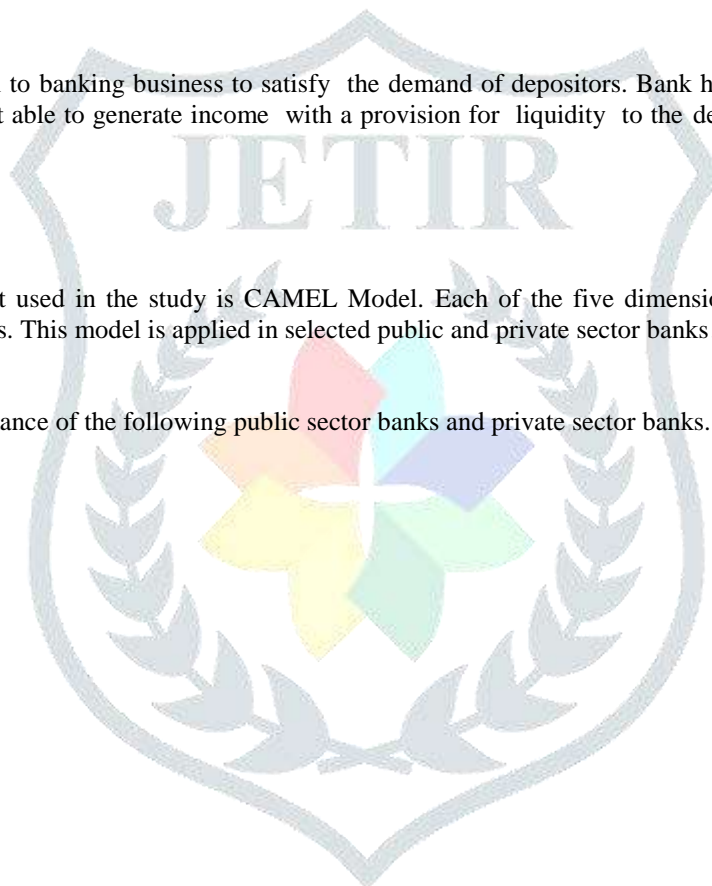 to banking business to satisfy the demand of depositors. Bank h
t able to generate income with a provision for liquidity to the de
JETIR
t used in the study is CAMEL Model. Each of the five dimensio
s. This model is applied in selected public and private sector banks
ance of the following public sector banks and private sector banks.